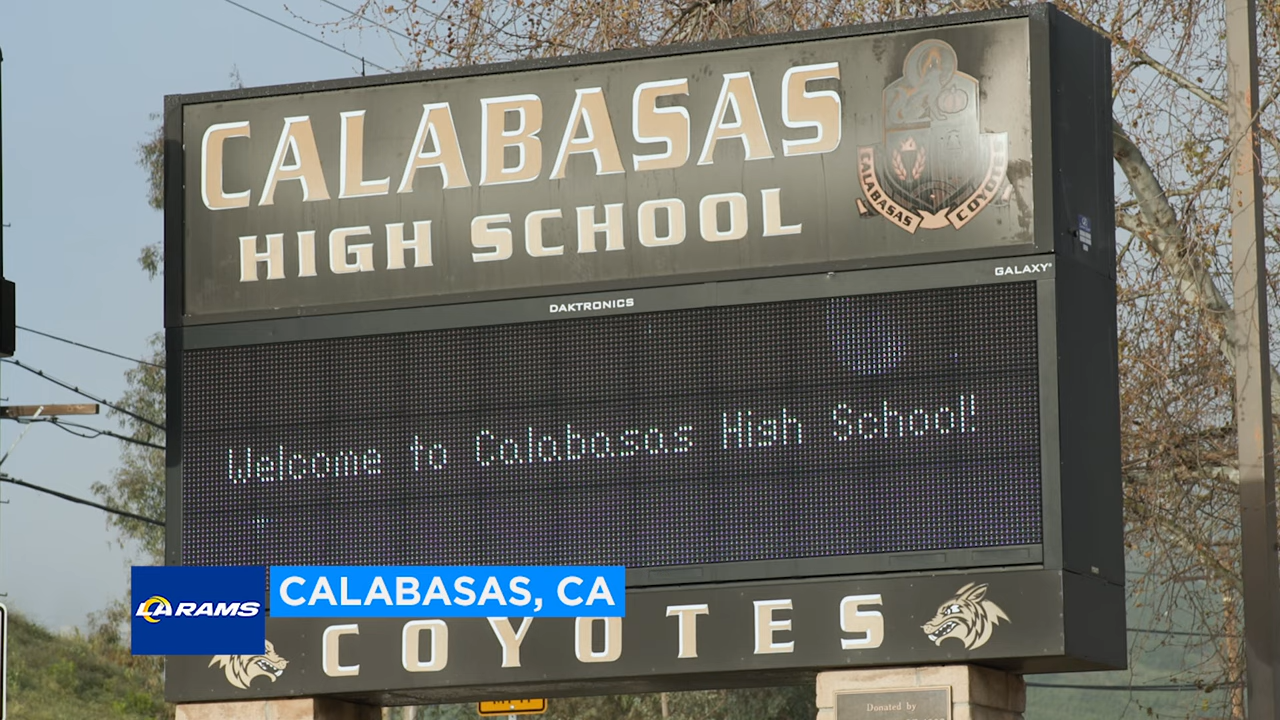 CALABASAS
HIGH SCHOOL
CALABASAS COYOTES
GALAXY®
DAKTRONICS
Welcome to Calabasas High School!
LA RAMS
CALABASAS, CA
COYOTES
Donated by